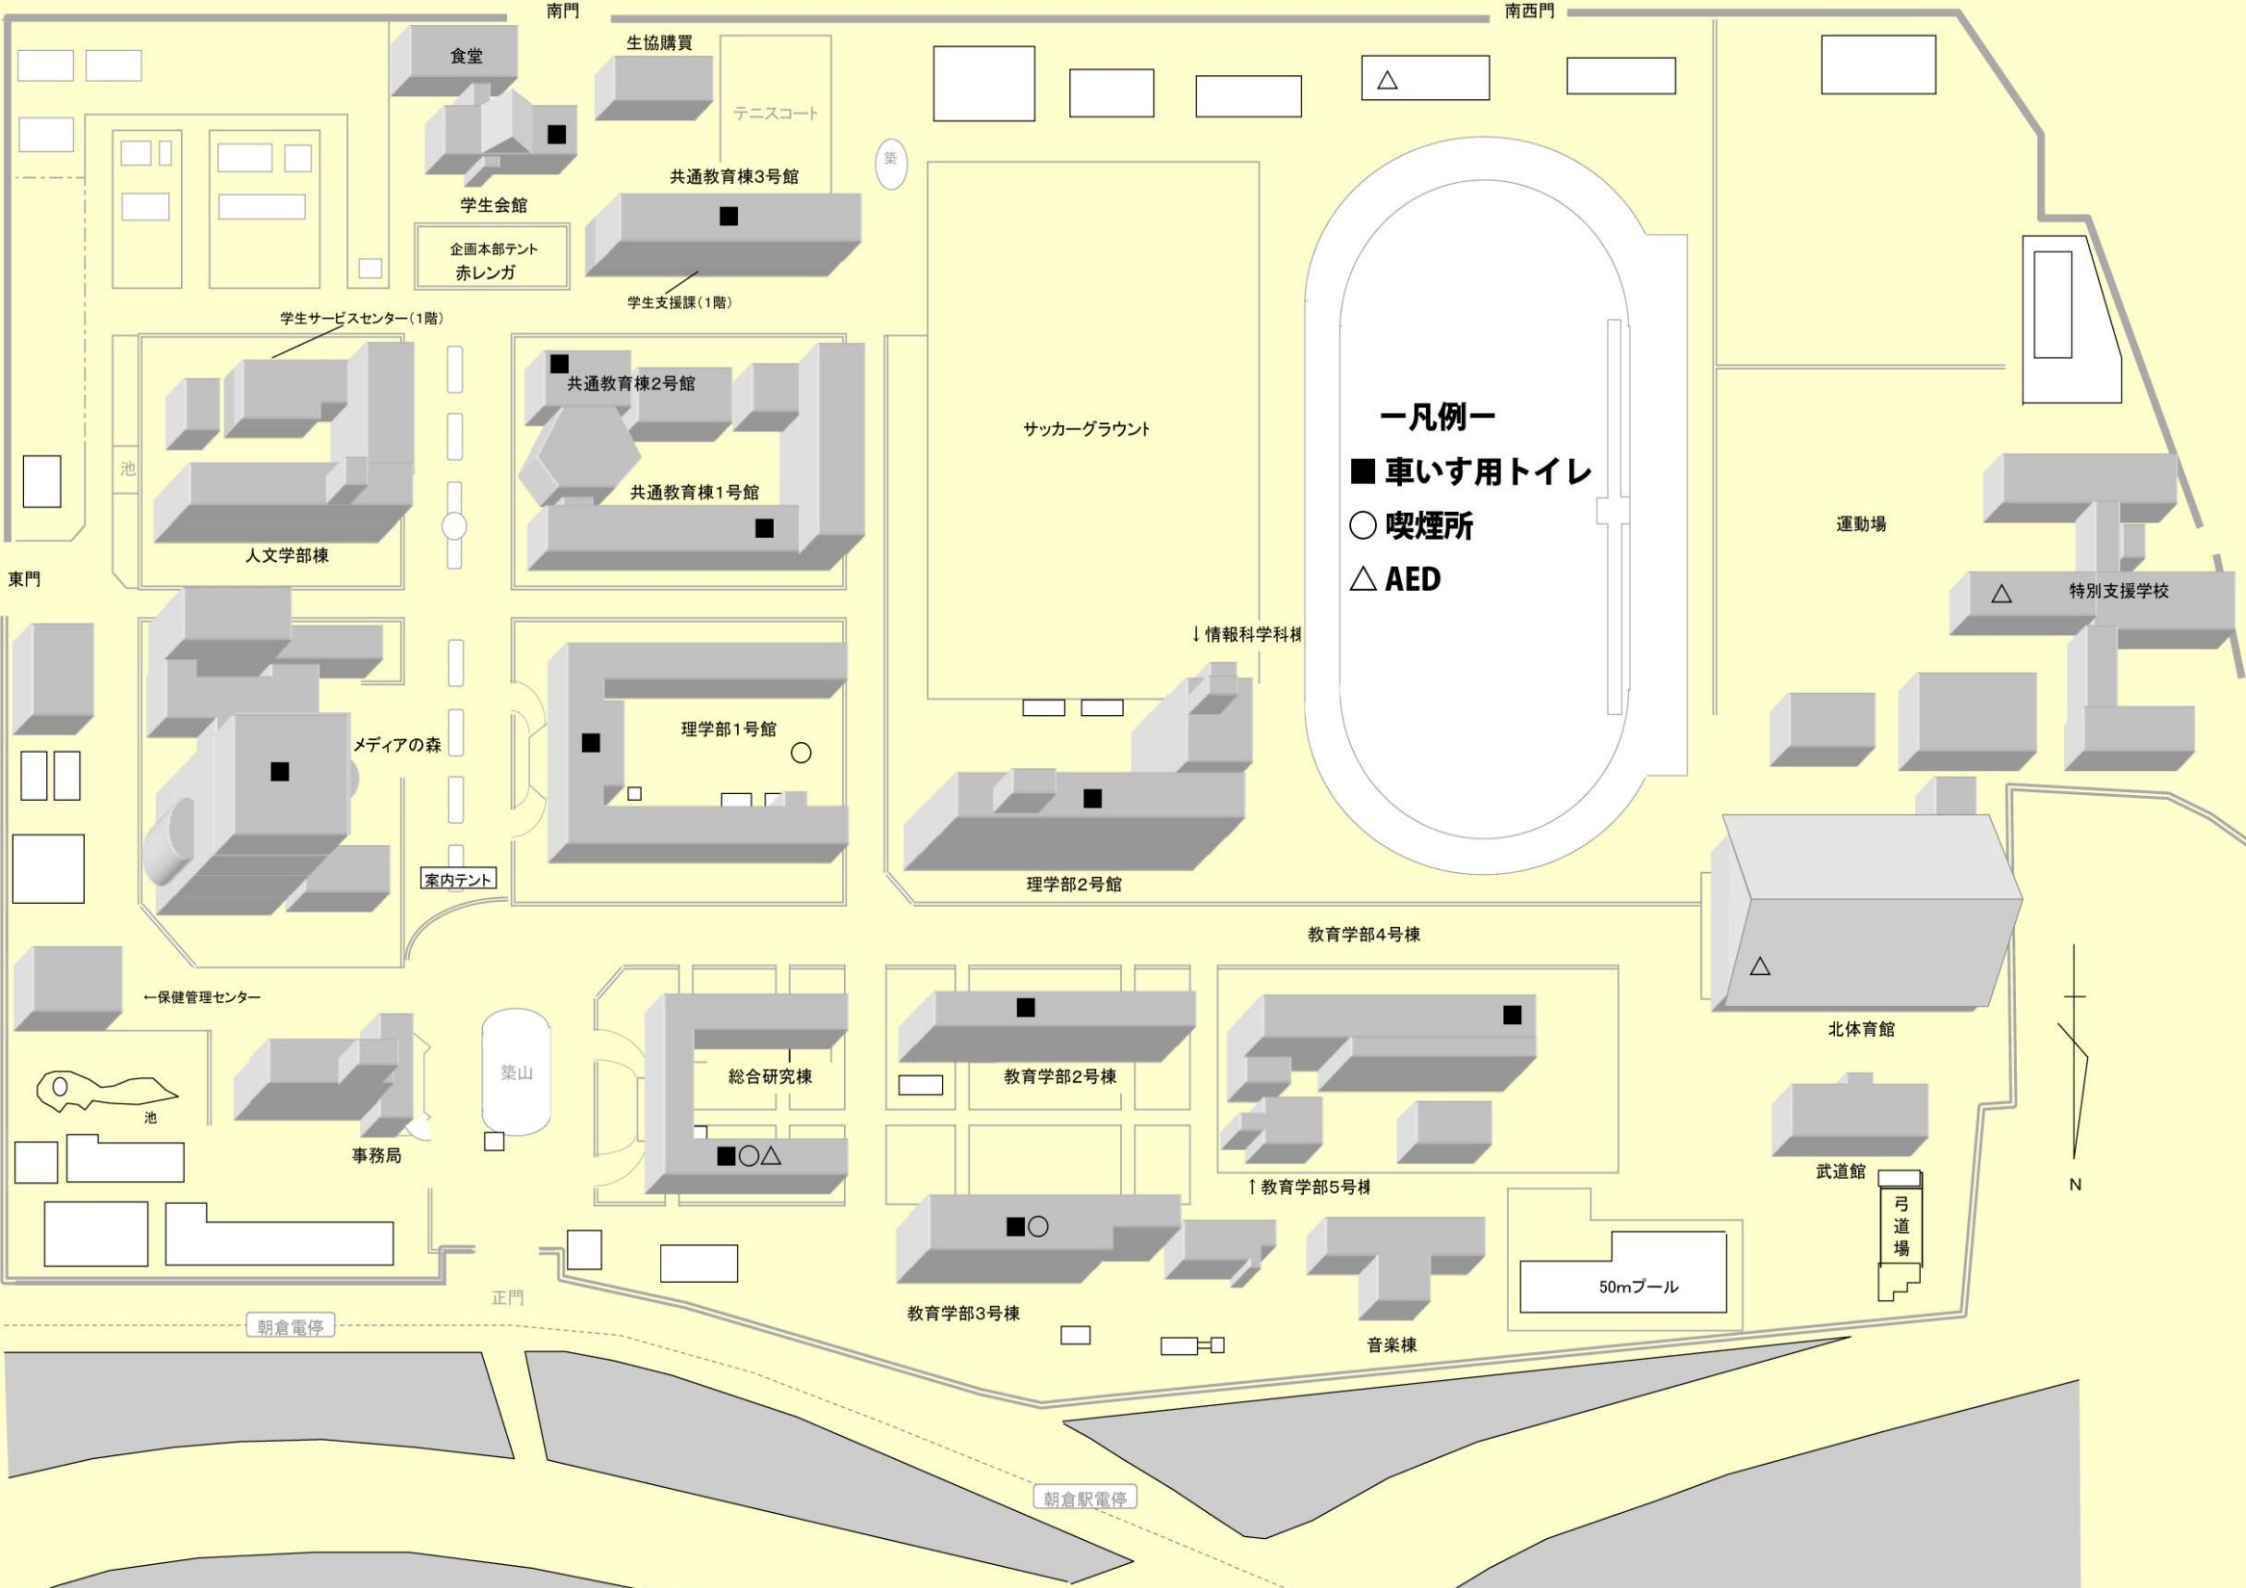 南門
南西門
食堂
生協購買
テニスコート
築
共通教育棟3号館
学生会館
企画本部テント
赤レンガ
学生支援課(1階)
学生サービスセンター(1階)
共通教育棟2号館
池
共通教育棟1号館
人文学部棟
東門
サッカーグラウント
ー凡例ー
■ 車いす用トイレ
○ 喫煙所
△ AED
運動場
特別支援学校
↓情報科学科棟
メディアの森
理学部1号館
案内テント
理学部2号館
教育学部4号棟
←保健管理センター
北体育館
築山
総合研究棟
教育学部2号棟
池
事務局
武道館
↑教育学部5号棟
N
弓道場
50mプール
正門
教育学部3号棟
朝倉電停
音楽棟
朝倉駅電停